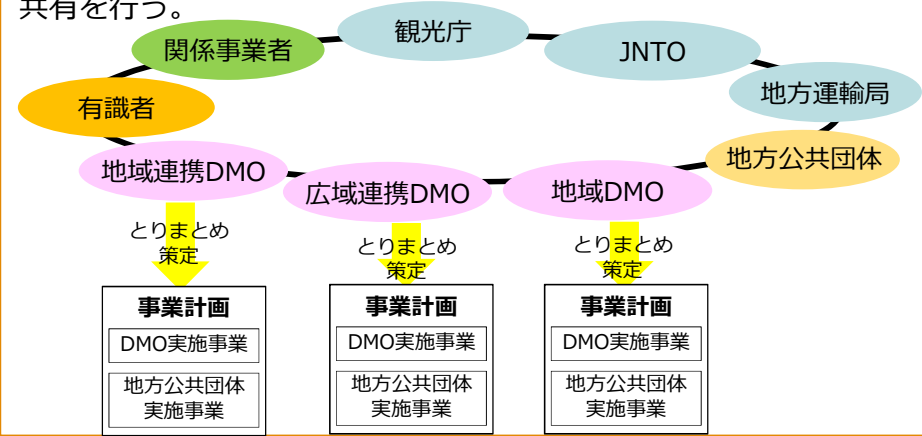 共有を行う。
関係事業者
観光庁
JNTO
有識者
地方運輸局
地域連携DMO
広域連携DMO
地域DMO
地方公共団体
とりまとめ
策定
とりまとめ
策定
とりまとめ
策定
事業計画
DMO実施事業
地方公共団体
実施事業
事業計画
DMO実施事業
地方公共団体
実施事業
事業計画
DMO実施事業
地方公共団体
実施事業